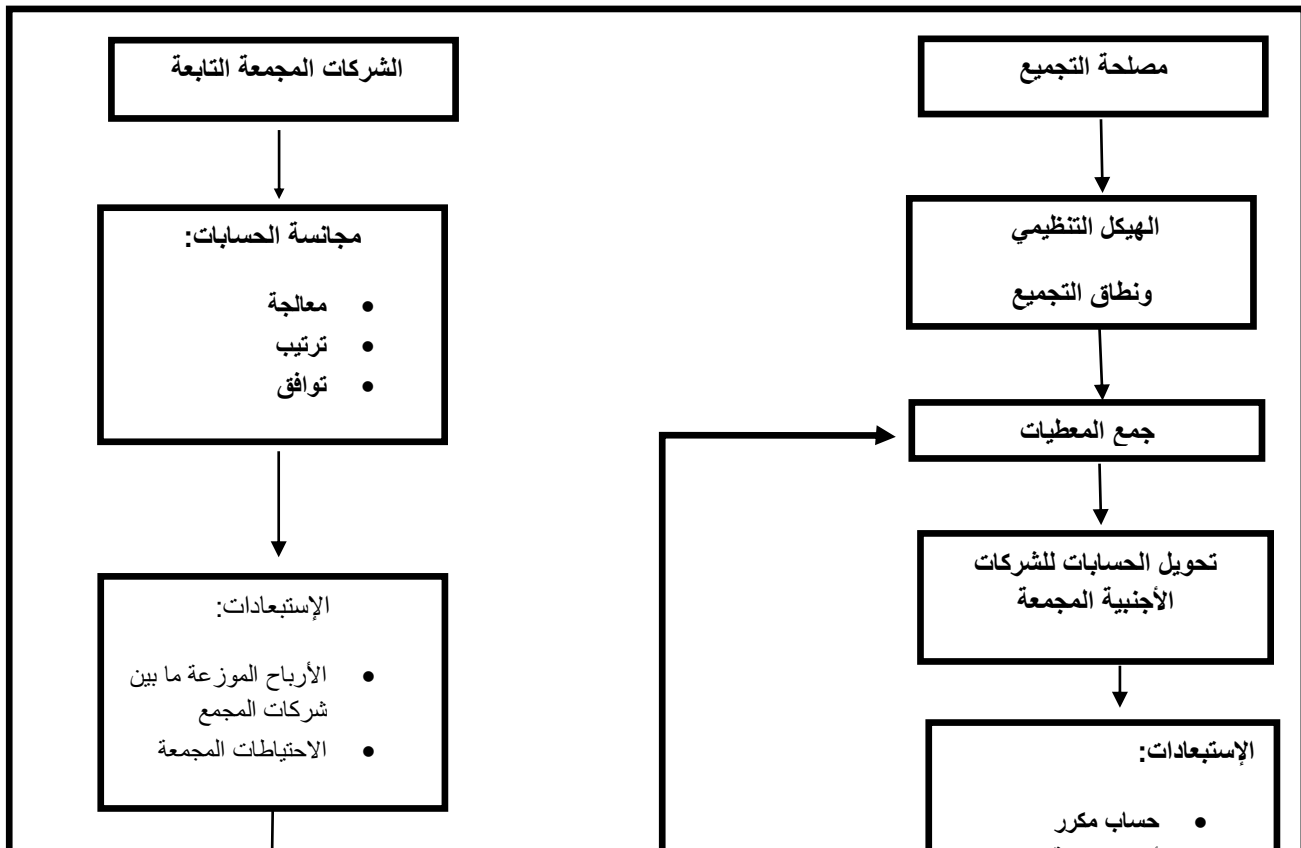 مصلحة التجميع
الهيكل التنظيمي
ونطاق التجميع
جمع المعطيات
تحويل الحسابات للشركات
الأجنبية المجمعة
الإستبعادات:
• حساب مكرر
الشركات المجمعة التابعة
مجانسة الحسابات:
• معالجة
• ترتيب
• توافق
الإستبعادات:
• الأرباح الموزعة ما بين
شركات المجمع
• الاحتياطات المجمعة